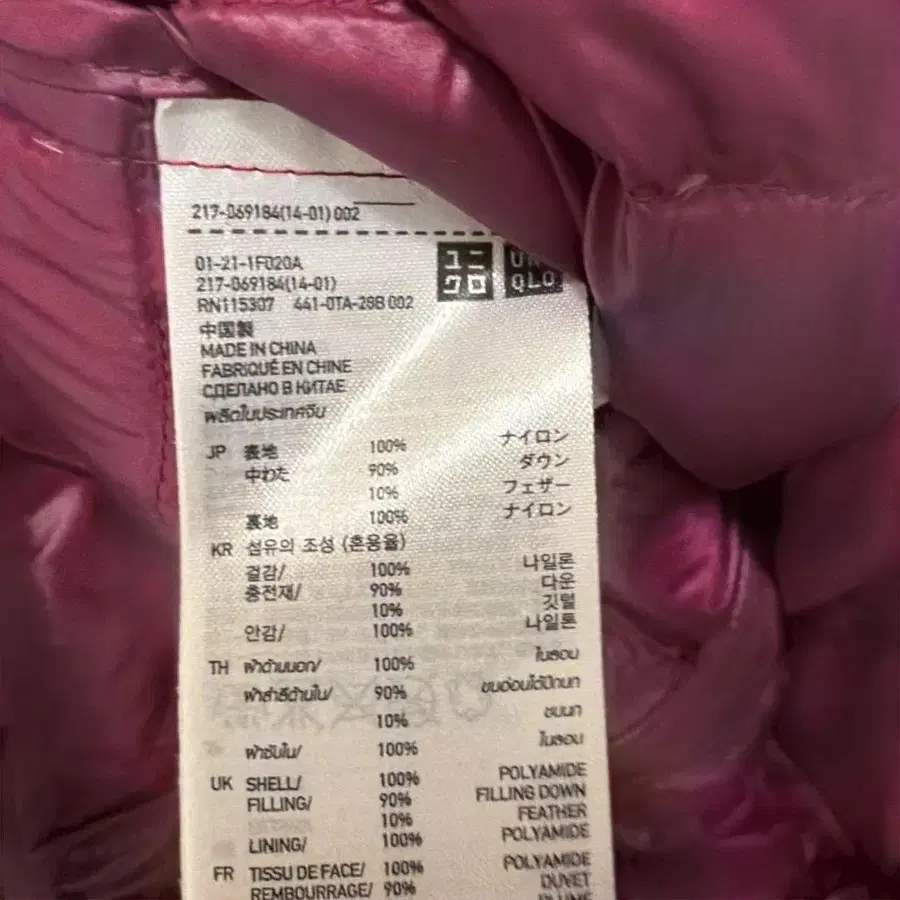 217-069184(14-01) 002
01-21-1F020A
217-069184(14-01)
RN115307 441-0TA-28B 002
ユニ
クロ
UNI
QLO
中国製
MADE IN CHINA
FABRIQUÉ EN CHINE
СДЕЛАНО В КИТАЕ
ผลิตในประเทศจีน
JP 表地 100% ナイロン
中わた 90% ダウン
10% フェザー
裏地 100% ナイロン
KR 섬유의 조성 (혼용율)
겉감/ 100% 나일론
충전재/ 90% 다운
10% 깃털
안감/ 100% 나일론
TH ผ้าด้านนอก/ 100% ไนลอน
ผ้าสำลีด้านใน/ 90% ขนอ่อนใต้ปีกนก
10% ขนนก
ผ้าซับใน/ 100% ไนลอน
UK SHELL/ 100% POLYAMIDE
FILLING/ 90% FILLING DOWN
10% FEATHER
LINING/ 100% POLYAMIDE
FR TISSU DE FACE/ 100% POLYAMIDE
REMBOURRAGE/ 90% DUVET